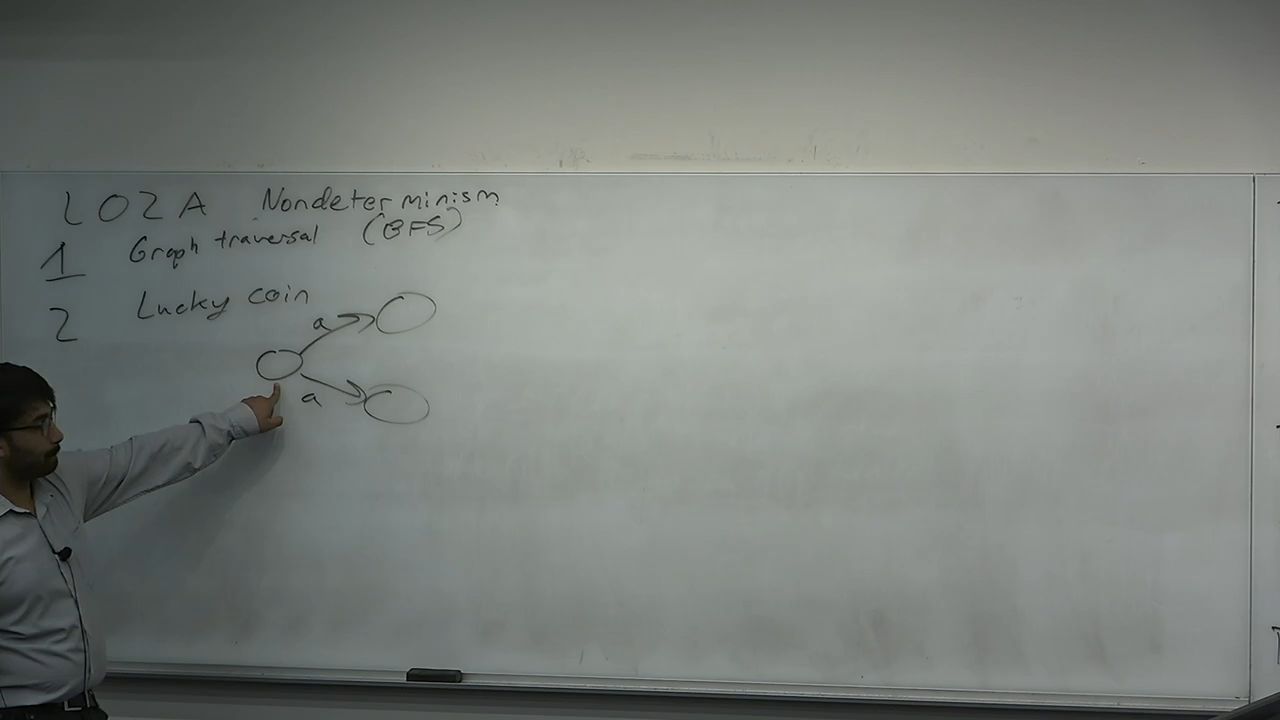 L02A Nondeterminism
1 Graph traversal (BFS)
2 Lucky coin
a
a